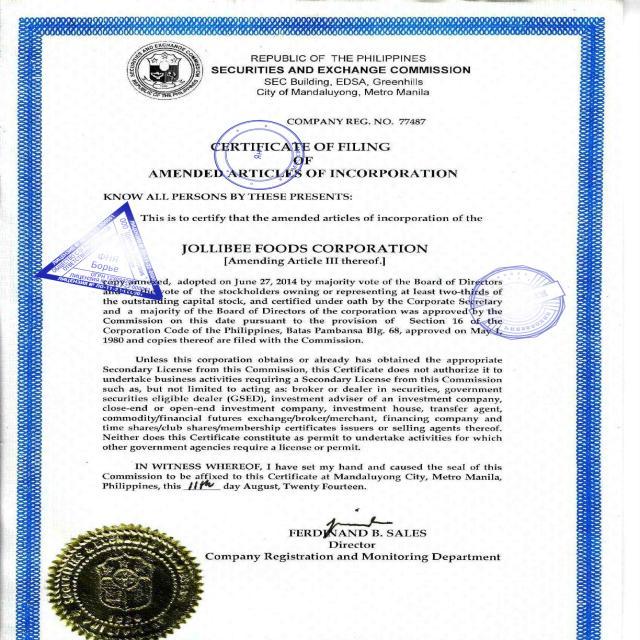 REPUBLIC OF THE PHILIPPINES
SECURITIES AND EXCHANGE COMMISSION
SEC Building, EDSA, Greenhills
City of Mandaluyong, Metro Manila
COMPANY REG. NO. 77487
CERTIFICATE OF FILING
OF
AMENDED ARTICLES OF INCORPORATION
KNOW ALL PERSONS BY THESE PRESENTS:
This is to certify that the amended articles of incorporation of the
JOLLIBEE FOODS CORPORATION
[Amending Article III thereof.]
copy annexed, adopted on June 27, 2014 by majority vote of the Board of Directors
and vote of the stockholders owning or representing at least two-thirds of
the outstanding capital stock, and certified under oath by the Corporate Secretary
and a majority of the Board of Directors of the corporation was approved by the
Commission on this date pursuant to the provision of Section 16 of the
Corporation Code of the Philippines, Batas Pambansa Blg. 68, approved on May 1,
1980 and copies thereof are filed with the Commission.
Unless this corporation obtains or already has obtained the appropriate
Secondary License from this Commission, this Certificate does not authorize it to
undertake business activities requiring a Secondary License from this Commission
such as, but not limited to acting as: broker or dealer in securities, government
securities eligible dealer (GSED), investment adviser of an investment company,
close-end or open-end investment company, investment house, transfer agent,
commodity/financial futures exchange/broker/merchant, financing company and
time shares/club shares/membership certificates issuers or selling agents thereof.
Neither does this Certificate constitute as permit to undertake activities for which
other government agencies require a license or permit.
IN WITNESS WHEREOF, I have set my hand and caused the seal of this
Commission to be affixed to this Certificate at Mandaluyong City, Metro Manila,
Philippines, this 11th day August, Twenty Fourteen.
FERDINAND B. SALES
Director
Company Registration and Monitoring Department
ФНЯ
Борье